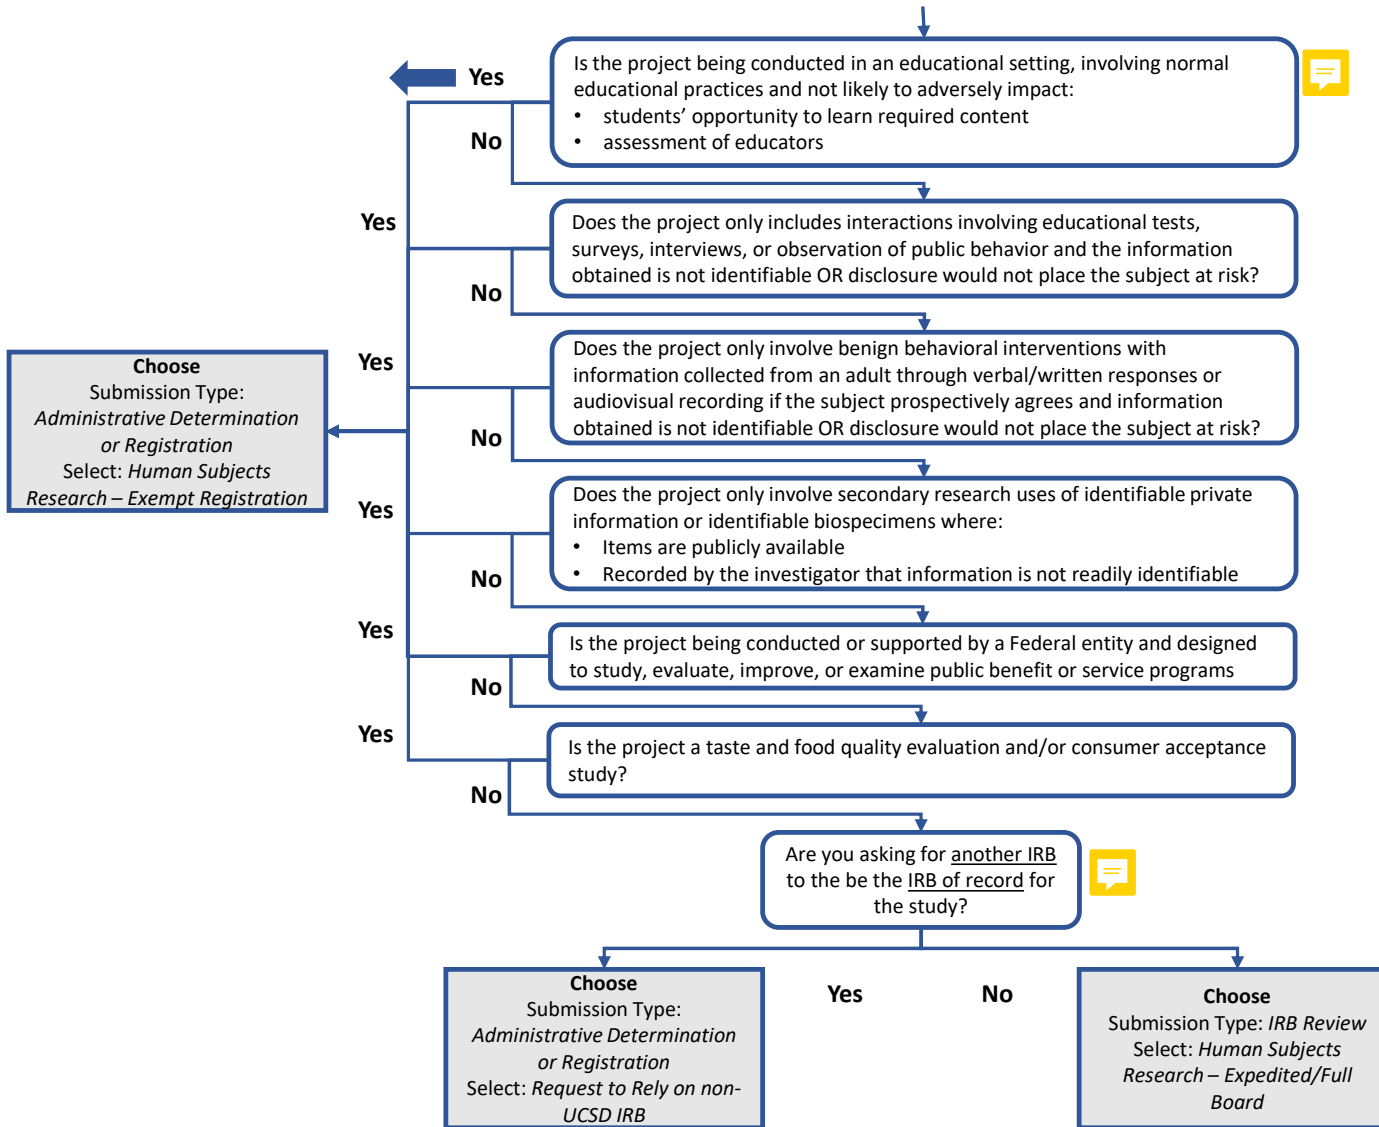 Yes
Is the project being conducted in an educational setting, involving normal
educational practices and not likely to adversely impact:
• students’ opportunity to learn required content
• assessment of educators
No
Yes
Does the project only includes interactions involving educational tests,
surveys, interviews, or observation of public behavior and the information
obtained is not identifiable OR disclosure would not place the subject at risk?
No
Yes
Does the project only involve benign behavioral interventions with
information collected from an adult through verbal/written responses or
audiovisual recording if the subject prospectively agrees and information
obtained is not identifiable OR disclosure would not place the subject at risk?
No
Choose
Submission Type:
Administrative Determination
or Registration
Select: Human Subjects
Research – Exempt Registration
Yes
Does the project only involve secondary research uses of identifiable private
information or identifiable biospecimens where:
• Items are publicly available
• Recorded by the investigator that information is not readily identifiable
No
Yes
Is the project being conducted or supported by a Federal entity and designed
to study, evaluate, improve, or examine public benefit or service programs
No
Yes
Is the project a taste and food quality evaluation and/or consumer acceptance
study?
No
Are you asking for another IRB
to the be the IRB of record for
the study?
Yes
No
Choose
Submission Type:
Administrative Determination
or Registration
Select: Request to Rely on non-
UCSD IRB
Choose
Submission Type: IRB Review
Select: Human Subjects
Research – Expedited/Full
Board